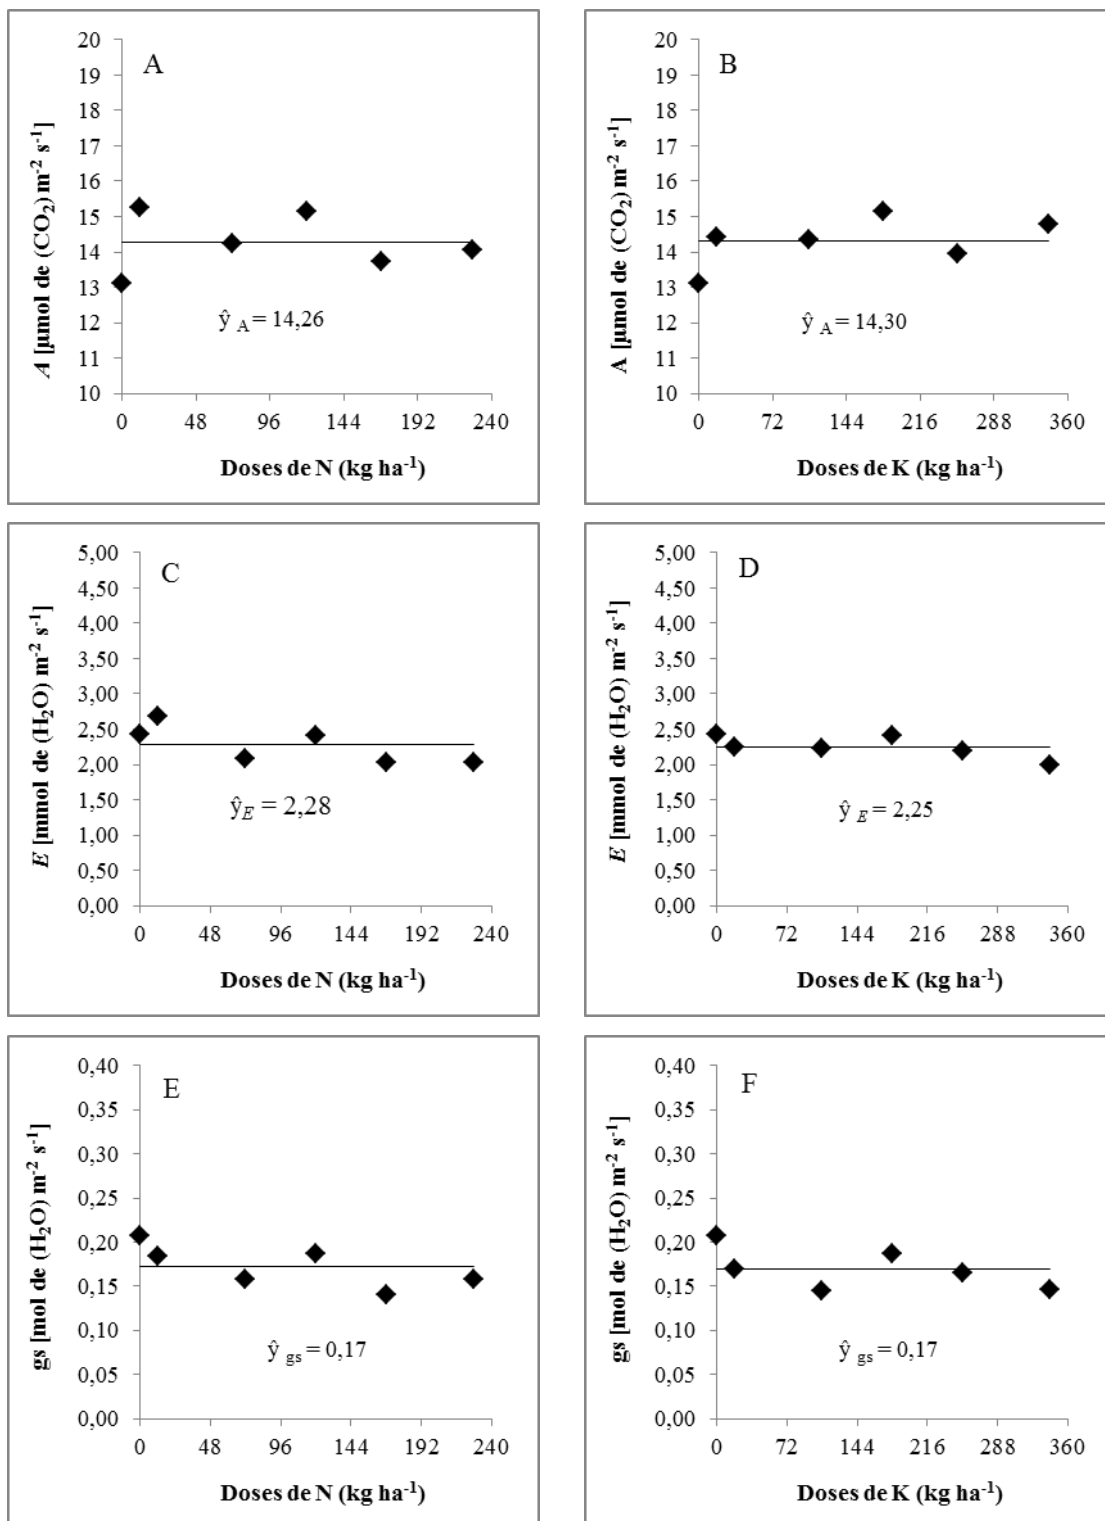 A
20
19
18
17
16
15
14
13
12
11
10
A [µmol de (CO₂) m⁻² s⁻¹]
ŷ A = 14,26
0 48 96 144 192 240
Doses de N (kg ha⁻¹)
B
20
19
18
17
16
15
14
13
12
11
10
A [µmol de (CO₂) m⁻² s⁻¹]
ŷ A = 14,30
0 72 144 216 288 360
Doses de K (kg ha⁻¹)
C
5,00
4,50
4,00
3,50
3,00
2,50
2,00
1,50
1,00
0,50
0,00
E [mmol de (H₂O) m⁻² s⁻¹]
ŷE = 2,28
0 48 96 144 192 240
Doses de N (kg ha⁻¹)
D
5,00
4,50
4,00
3,50
3,00
2,50
2,00
1,50
1,00
0,50
0,00
E [mmol de (H₂O) m⁻² s⁻¹]
ŷ E = 2,25
0 72 144 216 288 360
Doses de K (kg ha⁻¹)
E
0,40
0,35
0,30
0,25
0,20
0,15
0,10
0,05
0,00
gs [mol de (H₂O) m⁻² s⁻¹]
ŷ gs = 0,17
0 48 96 144 192 240
Doses de N (kg ha⁻¹)
F
0,40
0,35
0,30
0,25
0,20
0,15
0,10
0,05
0,00
gs [mol de (H₂O) m⁻² s⁻¹]
ŷ gs = 0,17
0 72 144 216 288 360
Doses de K (kg ha⁻¹)